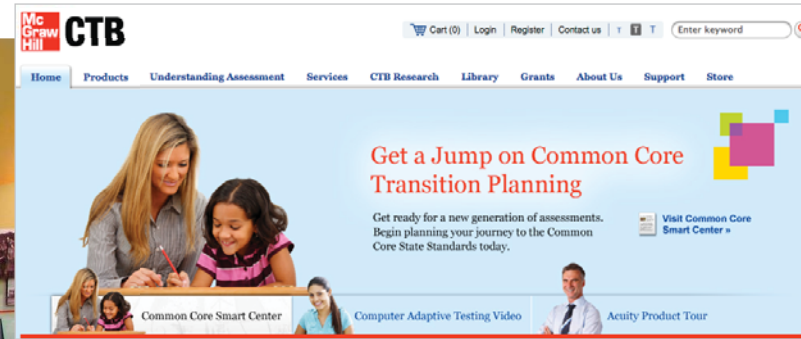 Mc
Graw
Hill
CTB
Cart (0) Login Register Contact us T T T Enter keyword
Home Products Understanding Assessment Services CTB Research Library Grants About Us Support Store
Get a Jump on Common Core
Transition Planning
Get ready for a new generation of assessments.
Begin planning your journey to the Common
Core State Standards today.
Visit Common Core
Smart Center »
Common Core Smart Center
Computer Adaptive Testing Video
Acuity Product Tour